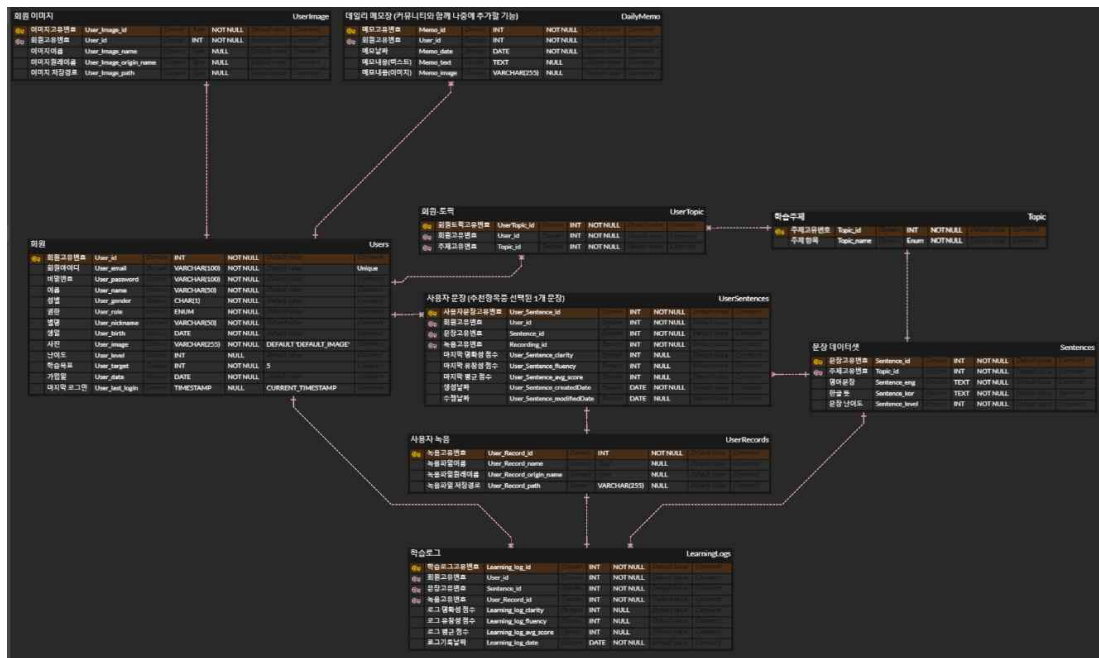 회원 이미지 UserImage
이미지고유번호 User_Image_id NOT NULL
회원고유번호 User_id INT NOT NULL
이미지이름 User_Image_name NULL
이미지원래이름 User_Image_origin_name NULL
이미지 저장경로 User_Image_path NULL
데일리 메모장 (커뮤니티와 함께 나중에 추가할 기능) DailyMemo
메모고유번호 Memo_id INT NOT NULL
회원고유번호 User_id INT NOT NULL
메모날짜 Memo_date DATE NOT NULL
메모내용(텍스트) Memo_text TEXT NULL
메모내용(이미지) Memo_image VARCHAR(255) NULL
회원-토픽 UserTopic
회원토픽고유번호 UserTopic_id INT NOT NULL
회원고유번호 User_id INT NOT NULL
주제고유번호 Topic_id INT NOT NULL
학습주제 Topic
주제고유번호 Topic_id INT NOT NULL
주제 항목 Topic_name Enum NOT NULL
회원 Users
회원고유번호 User_id INT NOT NULL
회원아이디 User_email VARCHAR(100) NOT NULL Unique
비밀번호 User_password VARCHAR(100) NOT NULL
이름 User_name VARCHAR(50) NOT NULL
성별 User_gender CHAR(1) NOT NULL
권한 User_role ENUM NOT NULL
별명 User_nickname VARCHAR(50) NOT NULL
생일 User_birth DATE NOT NULL
사진 User_image VARCHAR(255) NOT NULL DEFAULT 'DEFAULT_IMAGE'
난이도 User_level INT NULL
학습목표 User_target INT NOT NULL 5
가입일 User_date DATE NOT NULL
마지막 로그인 User_last_login TIMESTAMP NULL CURRENT_TIMESTAMP
사용자 문장 (추천항목중 선택된 1개 문장) UserSentences
사용자문장고유번호 User_Sentence_id INT NOT NULL
회원고유번호 User_id INT NOT NULL
문장고유번호 Sentence_id INT NOT NULL
녹음고유번호 Recording_id INT NOT NULL
마지막 명확성 점수 User_Sentence_clarity INT NULL
마지막 유창성 점수 User_Sentence_fluency INT NULL
마지막 평균 점수 User_Sentence_avg_score INT NULL
생성날짜 User_Sentence_createdDate DATE NOT NULL
수정날짜 User_Sentence_modifiedDate DATE NULL
문장 데이터셋 Sentences
문장고유번호 Sentence_id INT NOT NULL
주제고유번호 Topic_id INT NOT NULL
영어문장 Sentence_eng TEXT NOT NULL
한글 뜻 Sentence_kor TEXT NOT NULL
문장 난이도 Sentence_level INT NOT NULL
사용자 녹음 UserRecords
녹음고유번호 User_Record_id INT NOT NULL
녹음파일이름 User_Record_name NULL
녹음파일원래이름 User_Record_origin_name NULL
녹음파일 저장경로 User_Record_path VARCHAR(255) NULL
학습로그 LearningLogs
학습로그고유번호 Learning_log_id INT NOT NULL
회원고유번호 User_id INT NOT NULL
문장고유번호 Sentence_id INT NOT NULL
녹음고유번호 User_Record_id INT NOT NULL
로그 명확성 점수 Learning_log_clarity INT NULL
로그 유창성 점수 Learning_log_fluency INT NULL
로그 평균 점수 Learning_log_avg_score INT NULL
로그기록날짜 Learning_log_date DATE NOT NULL